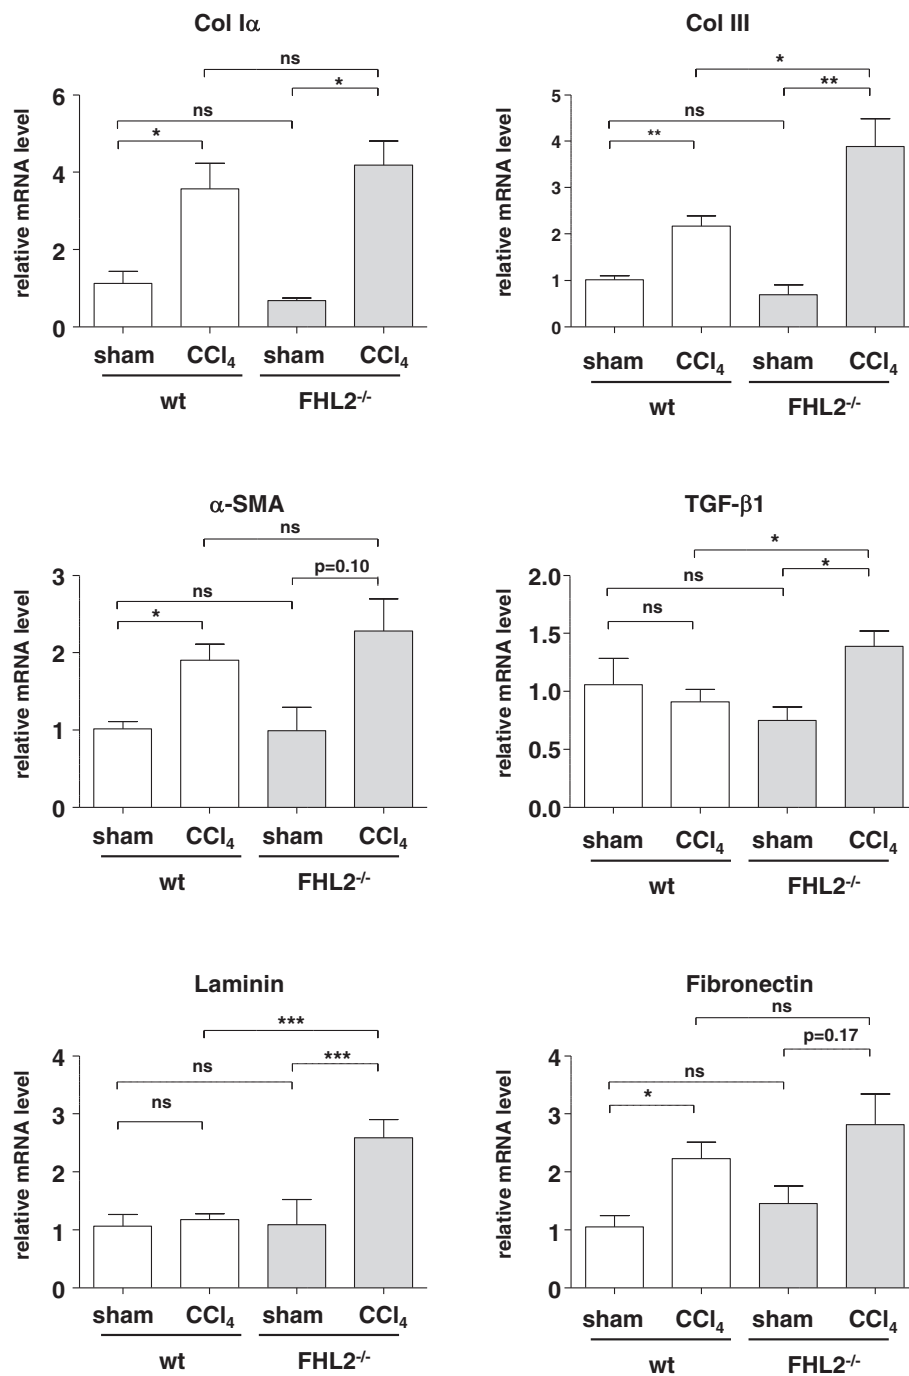 Col Iα
ns
*
ns
*
relative mRNA level
6
4
2
0
sham CCl₄ sham CCl₄
wt FHL2⁻/⁻
Col III
*
**
ns
**
relative mRNA level
5
4
3
2
1
0
sham CCl₄ sham CCl₄
wt FHL2⁻/⁻
α-SMA
ns
p=0.10
ns
*
relative mRNA level
3
2
1
0
sham CCl₄ sham CCl₄
wt FHL2⁻/⁻
TGF-β1
*
*
ns
ns
relative mRNA level
2.0
1.5
1.0
0.5
0.0
sham CCl₄ sham CCl₄
wt FHL2⁻/⁻
Laminin
***
***
ns
ns
relative mRNA level
4
3
2
1
0
sham CCl₄ sham CCl₄
wt FHL2⁻/⁻
Fibronectin
ns
p=0.17
ns
*
relative mRNA level
4
3
2
1
0
sham CCl₄ sham CCl₄
wt FHL2⁻/⁻